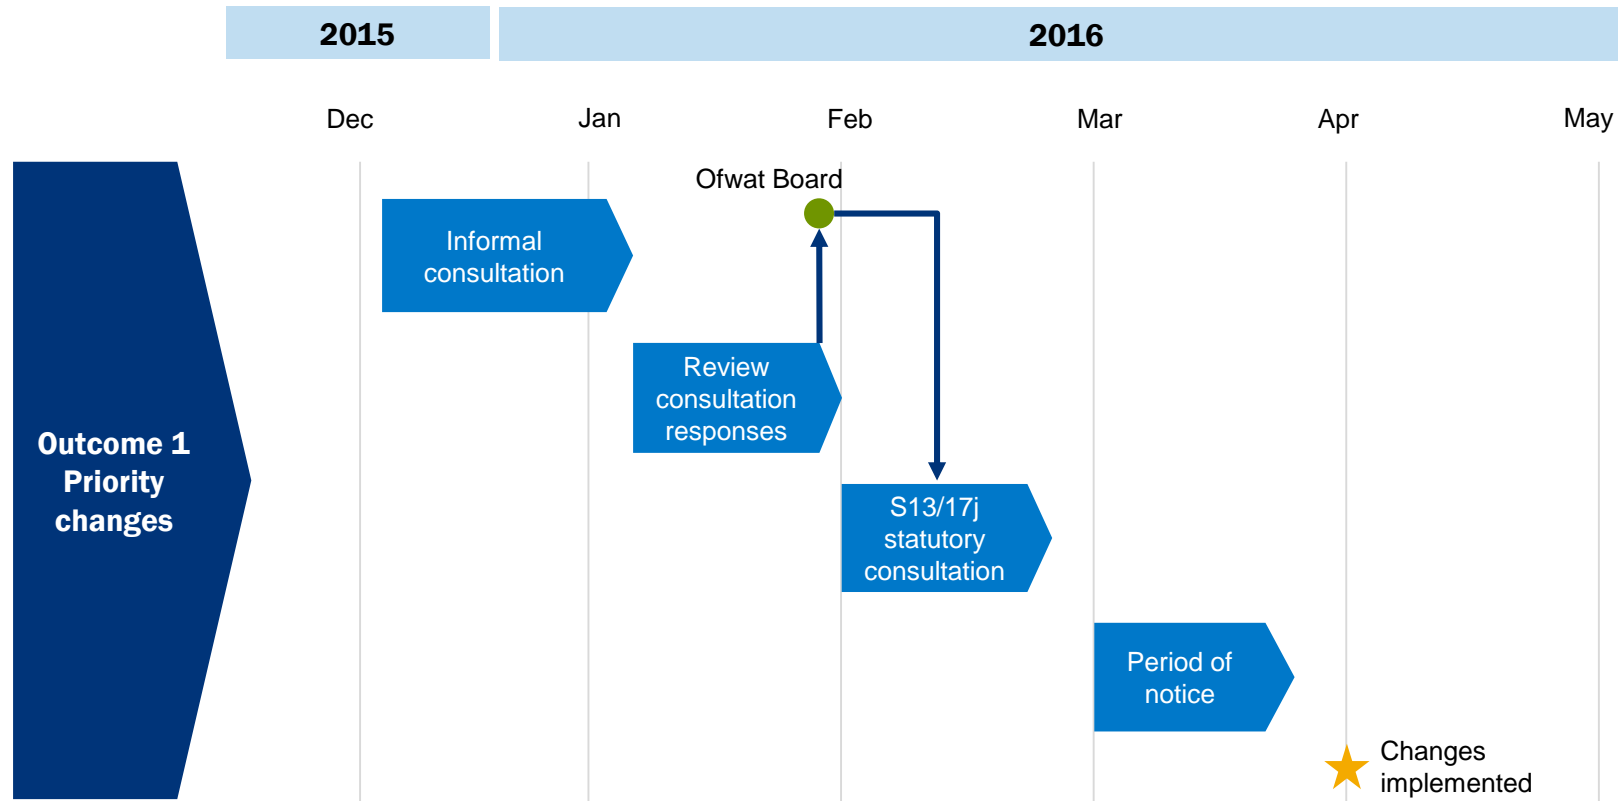 2015
2016
Dec
Jan
Feb
Mar
Apr
May
Ofwat Board
Informal
consultation
Review
consultation
responses
Outcome 1
Priority
changes
S13/17j
statutory
consultation
Period of
notice
Changes
implemented